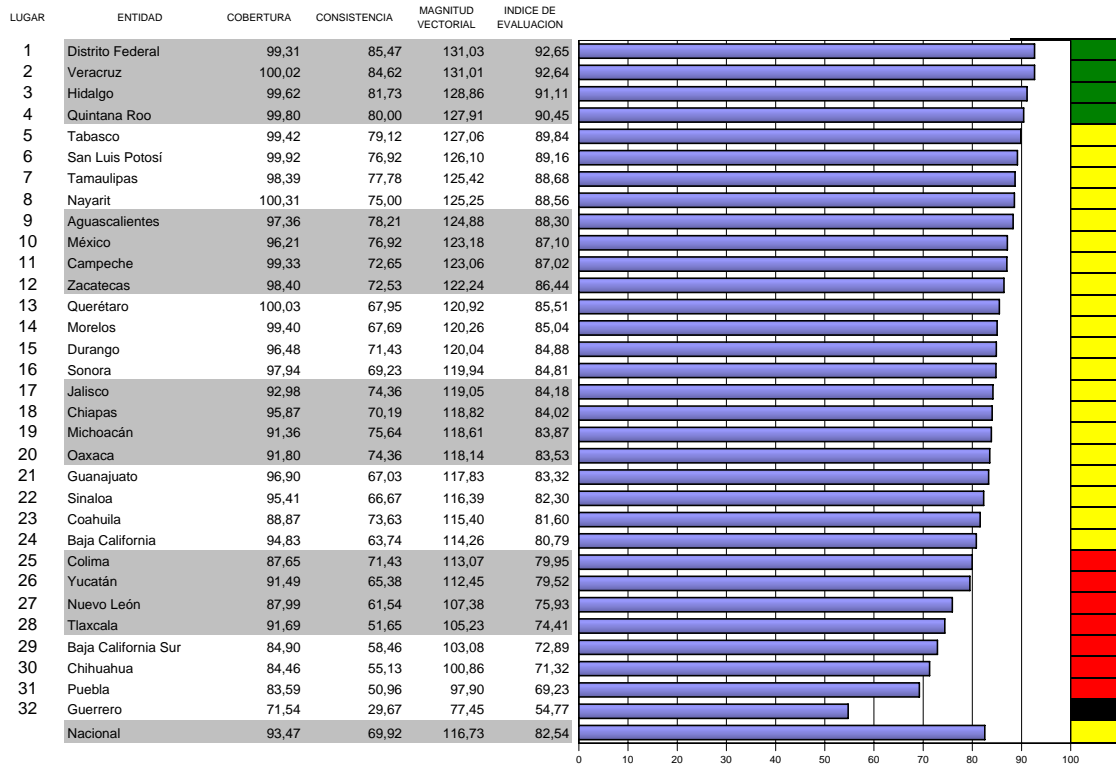 LUGAR ENTIDAD COBERTURA CONSISTENCIA MAGNITUD VECTORIAL INDICE DE EVALUACION
1 Distrito Federal 99,31 85,47 131,03 92,65
2 Veracruz 100,02 84,62 131,01 92,64
3 Hidalgo 99,62 81,73 128,86 91,11
4 Quintana Roo 99,80 80,00 127,91 90,45
5 Tabasco 99,42 79,12 127,06 89,84
6 San Luis Potosí 99,92 76,92 126,10 89,16
7 Tamaulipas 98,39 77,78 125,42 88,68
8 Nayarit 100,31 75,00 125,25 88,56
9 Aguascalientes 97,36 78,21 124,88 88,30
10 México 96,21 76,92 123,18 87,10
11 Campeche 99,33 72,65 123,06 87,02
12 Zacatecas 98,40 72,53 122,24 86,44
13 Querétaro 100,03 67,95 120,92 85,51
14 Morelos 99,40 67,69 120,26 85,04
15 Durango 96,48 71,43 120,04 84,88
16 Sonora 97,94 69,23 119,94 84,81
17 Jalisco 92,98 74,36 119,05 84,18
18 Chiapas 95,87 70,19 118,82 84,02
19 Michoacán 91,36 75,64 118,61 83,87
20 Oaxaca 91,80 74,36 118,14 83,53
21 Guanajuato 96,90 67,03 117,83 83,32
22 Sinaloa 95,41 66,67 116,39 82,30
23 Coahuila 88,87 73,63 115,40 81,60
24 Baja California 94,83 63,74 114,26 80,79
25 Colima 87,65 71,43 113,07 79,95
26 Yucatán 91,49 65,38 112,45 79,52
27 Nuevo León 87,99 61,54 107,38 75,93
28 Tlaxcala 91,69 51,65 105,23 74,41
29 Baja California Sur 84,90 58,46 103,08 72,89
30 Chihuahua 84,46 55,13 100,86 71,32
31 Puebla 83,59 50,96 97,90 69,23
32 Guerrero 71,54 29,67 77,45 54,77
Nacional 93,47 69,92 116,73 82,54
0 10 20 30 40 50 60 70 80 90 100